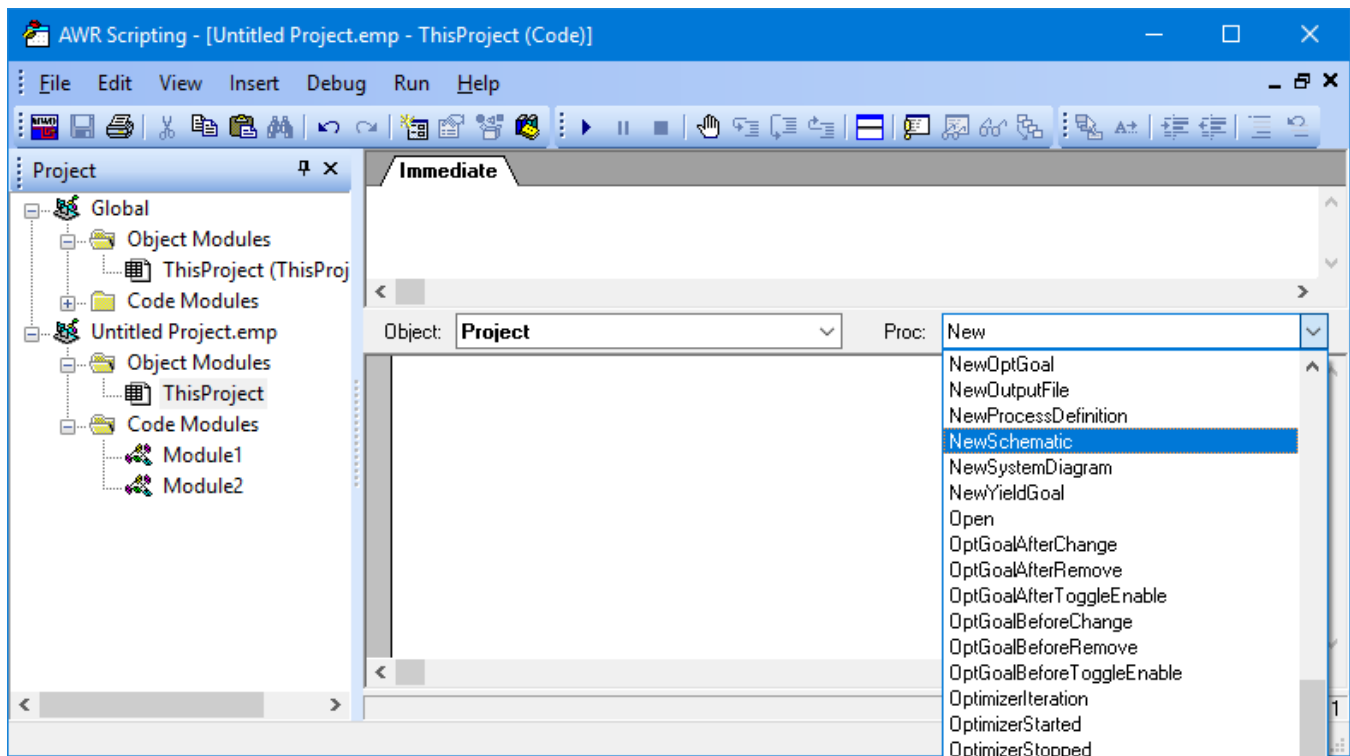 AWR Scripting - [Untitled Project.emp - ThisProject (Code)]
File Edit View Insert Debug Run Help
Project
Immediate
Global
Object Modules
ThisProject (ThisProj
Code Modules
Untitled Project.emp
Object Modules
ThisProject
Code Modules
Module1
Module2
Object: Project
Proc: New
NewOptGoal
NewOutputFile
NewProcessDefinition
NewSchematic
NewSystemDiagram
NewYieldGoal
Open
OptGoalAfterChange
OptGoalAfterRemove
OptGoalAfterToggleEnable
OptGoalBeforeChange
OptGoalBeforeRemove
OptGoalBeforeToggleEnable
OptimizerIteration
OptimizerStarted
OptimizerStopped
1